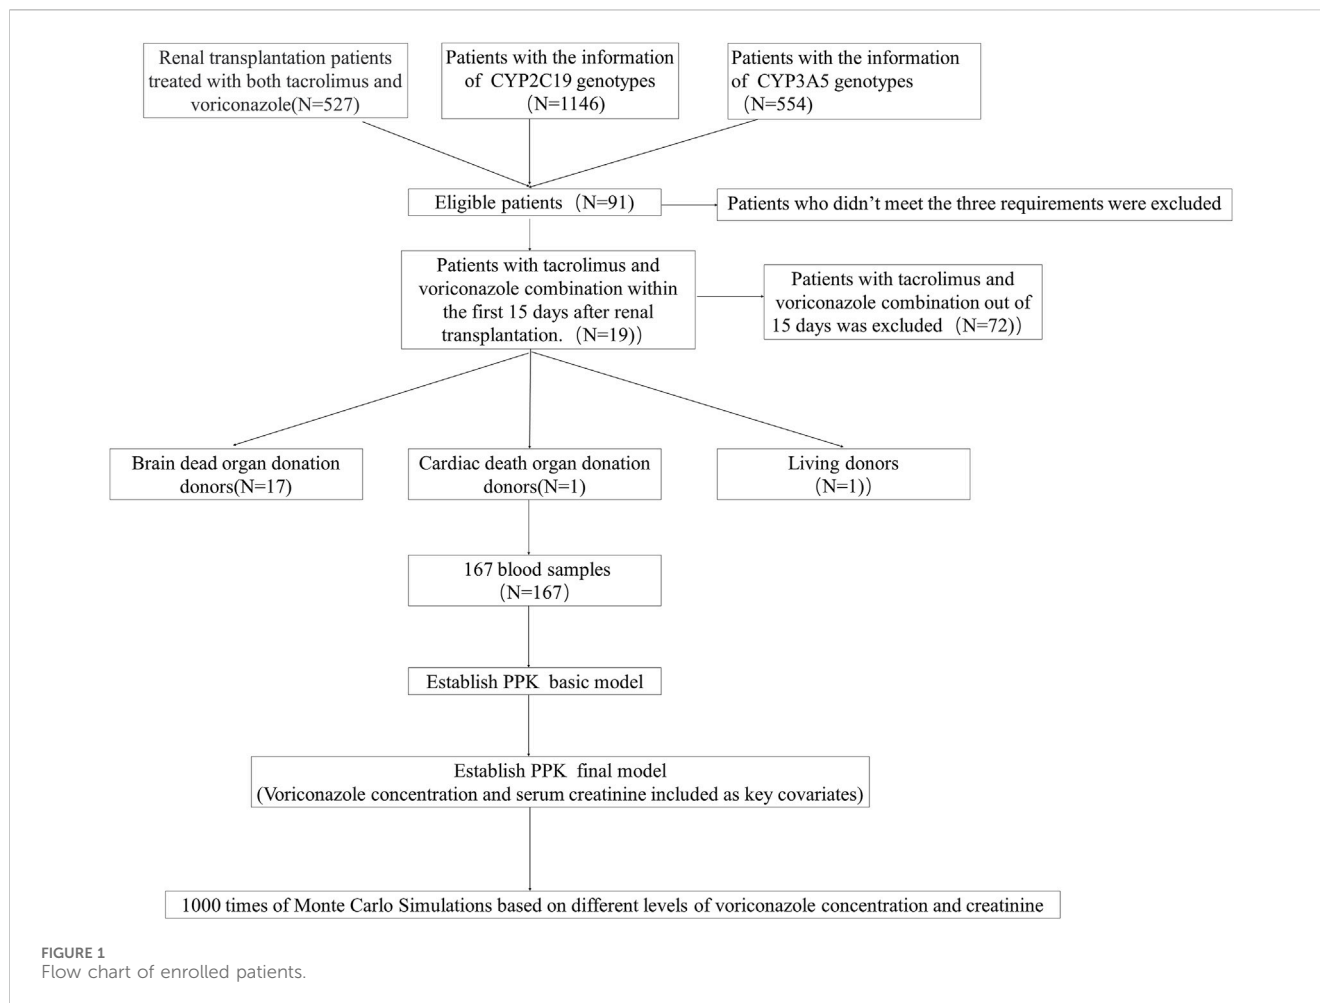 Renal transplantation patients
treated with both tacrolimus and
voriconazole(N=527)
Patients with the information
of CYP2C19 genotypes
（N=1146)
Patients with the information
of CYP3A5 genotypes
（N=554)
Eligible patients（N=91)
Patients who didn’t meet the three requirements were excluded
Patients with tacrolimus and
voriconazole combination within
the first 15 days after renal
transplantation.（N=19)）
Patients with tacrolimus and
voriconazole combination out of
15 days was excluded（N=72)）
Brain dead organ donation
donors(N=17)
Cardiac death organ donation
donors(N=1)
Living donors
(N=1)）
167 blood samples
（N=167）
Establish PPK basic model
Establish PPK final model
(Voriconazole concentration and serum creatinine included as key covariates)
1000 times of Monte Carlo Simulations based on different levels of voriconazole concentration and creatinine
FIGURE 1
Flow chart of enrolled patients.